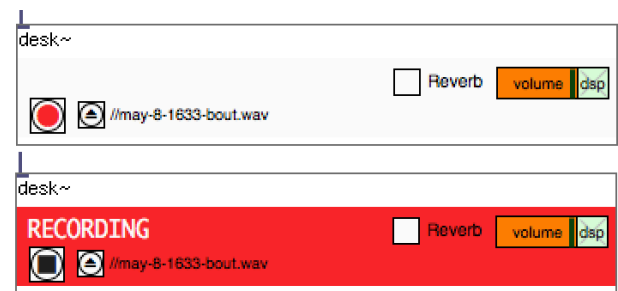 desk~
Reverb volume dsp
//may-8-1633-bout.wav
desk~
RECORDING Reverb volume dsp
//may-8-1633-bout.wav